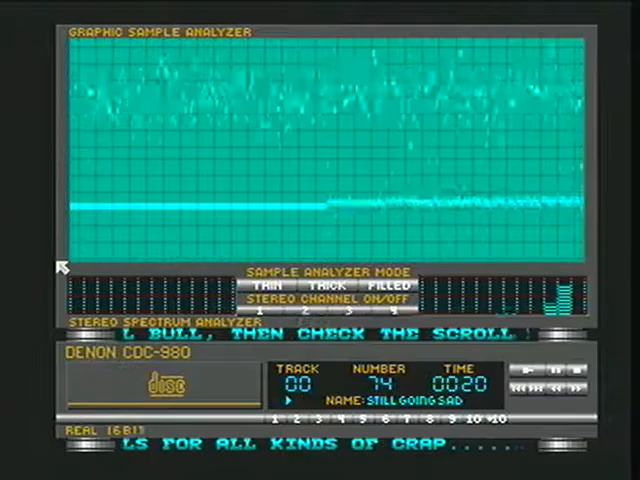 GRAPHIC SAMPLE ANALYZER
SAMPLE ANALYZER MODE
THIN THICK FILLED
STEREO CHANNEL ON/OFF
1 2 3 4
STEREO SPECTRUM ANALYZER
L BULL, THEN CHECK THE SCROLL
DENON CDC-980
disc
TRACK NUMBER TIME
00 74 0020
NAME: STILL GOING SAD
1 2 3 4 5 6 7 8 9 10 +10
REAL 16BIT
LS FOR ALL KINDS OF CRAP.....